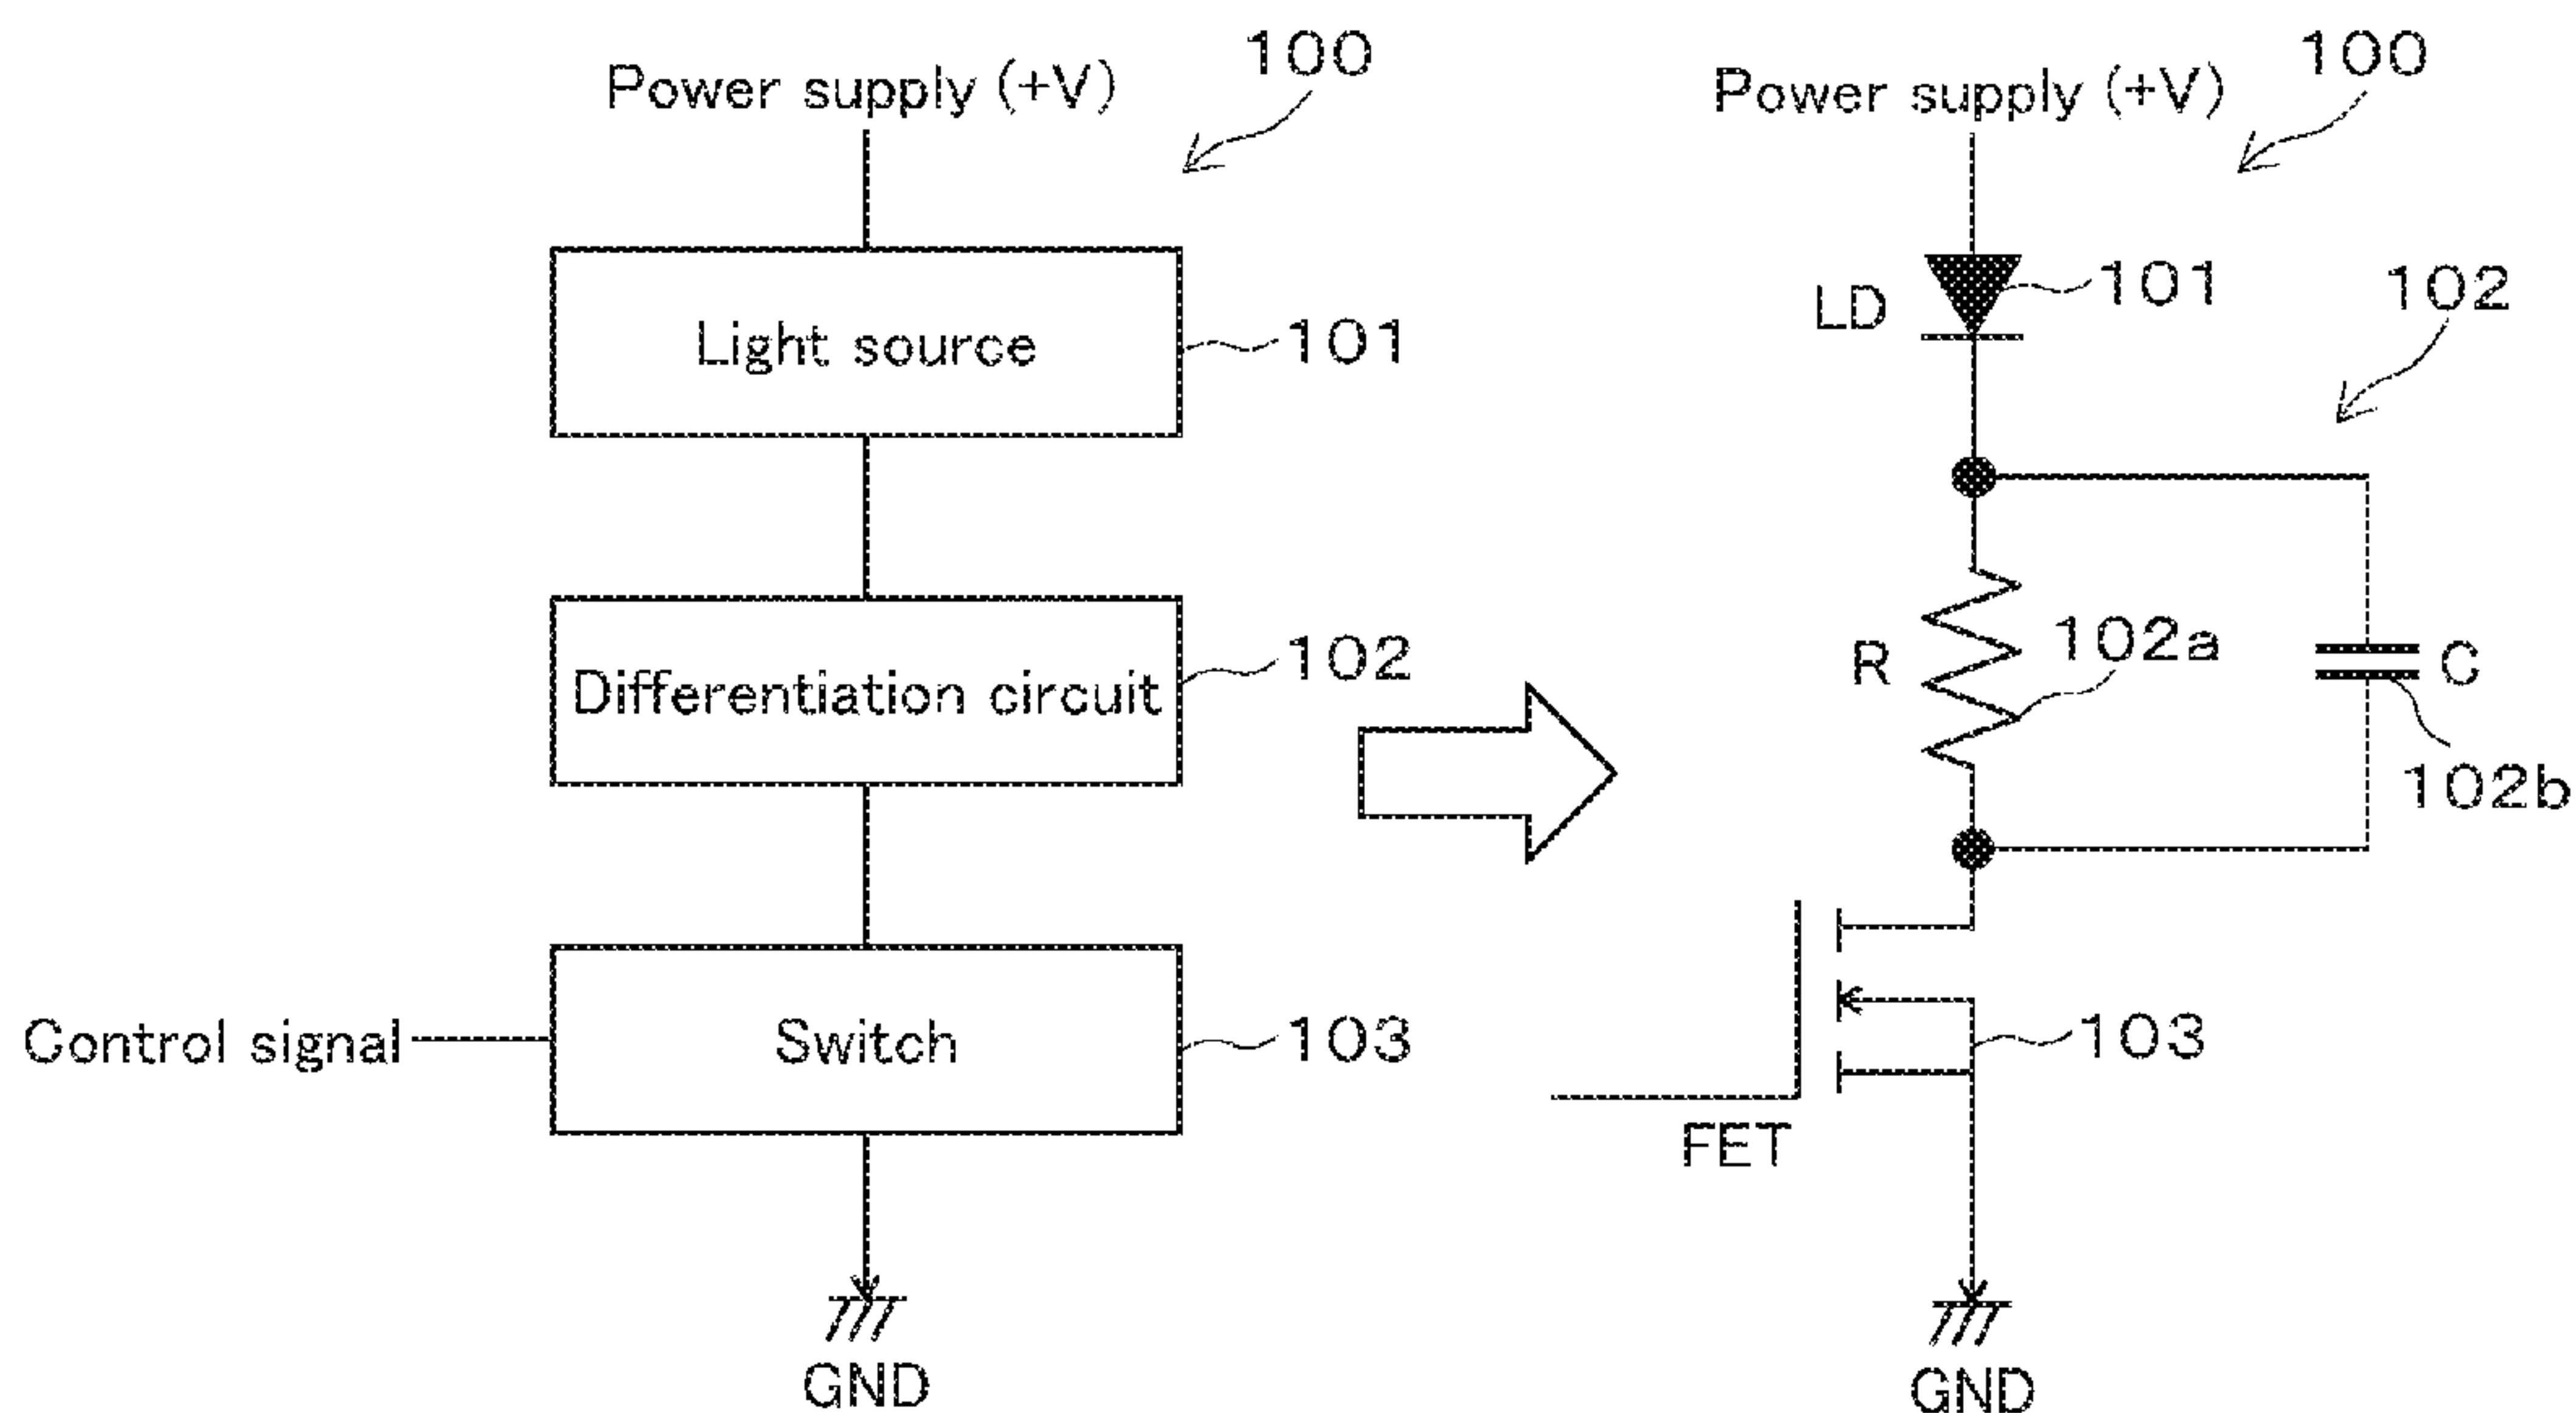 Power supply (+V)
100
Light source
101
Differentiation circuit
102
Control signal
Switch
103
GND
Power supply (+V)
100
LD
101
102
R
102a
C
102b
103
FET
GND